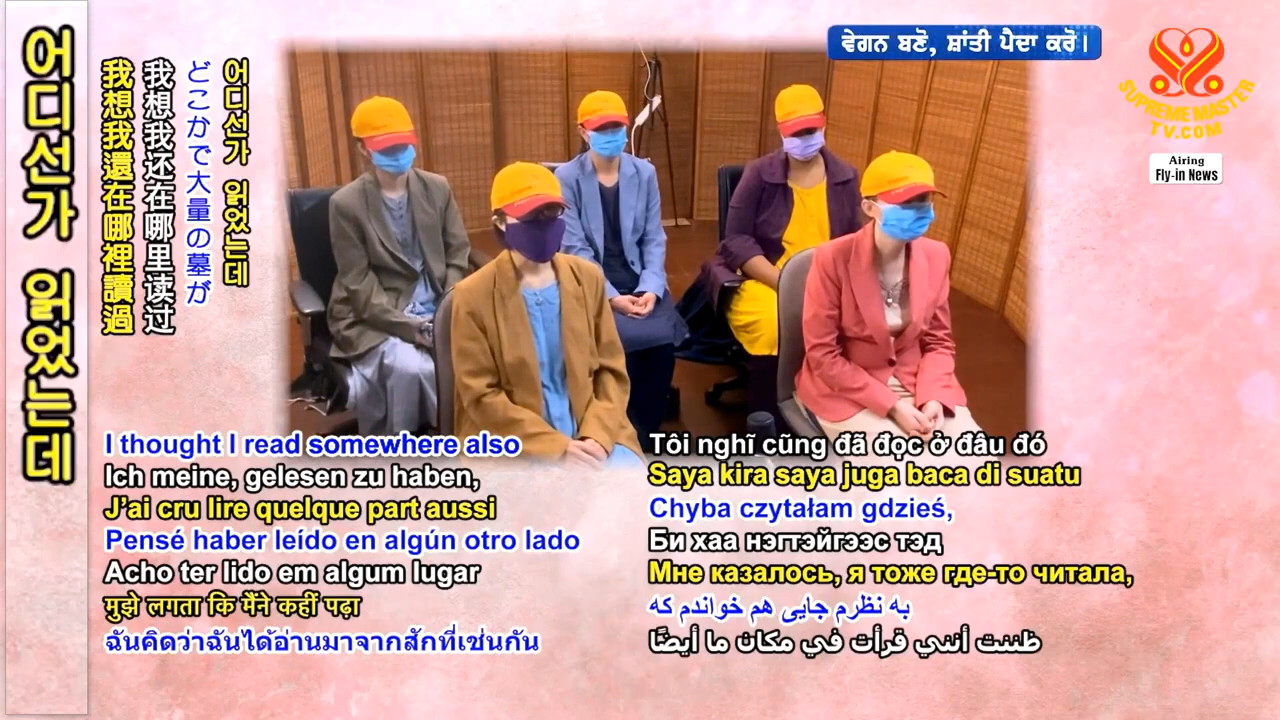 어디선가 읽었는데
我想我還在哪裡讀過
我想我还在哪里读过
どこかで大量の墓が
어디선가 읽었는데
ਵੇਗਨ ਬਣੋ, ਸ਼ਾਂਤੀ ਪੈਦਾ ਕਰੋ।
SUPREME MASTER
TV.COM
Airing
Fly-in News
I thought I read somewhere also
Ich meine, gelesen zu haben,
J'ai cru lire quelque part aussi
Pensé haber leído en algún otro lado
Acho ter lido em algum lugar
मुझे लगता कि मैंने कहीं पढ़ा
ฉันคิดว่าฉันได้อ่านมาจากสักที่เช่นกัน
Tôi nghĩ cũng đã đọc ở đâu đó
Saya kira saya juga baca di suatu
Chyba czytałam gdzieś,
Би хаа нэгтэйгээс тэд
Мне казалось, я тоже где-то читала,
به نظرم جایی هم خواندم که
ظننت أنني قرأت في مكان ما أيضًا